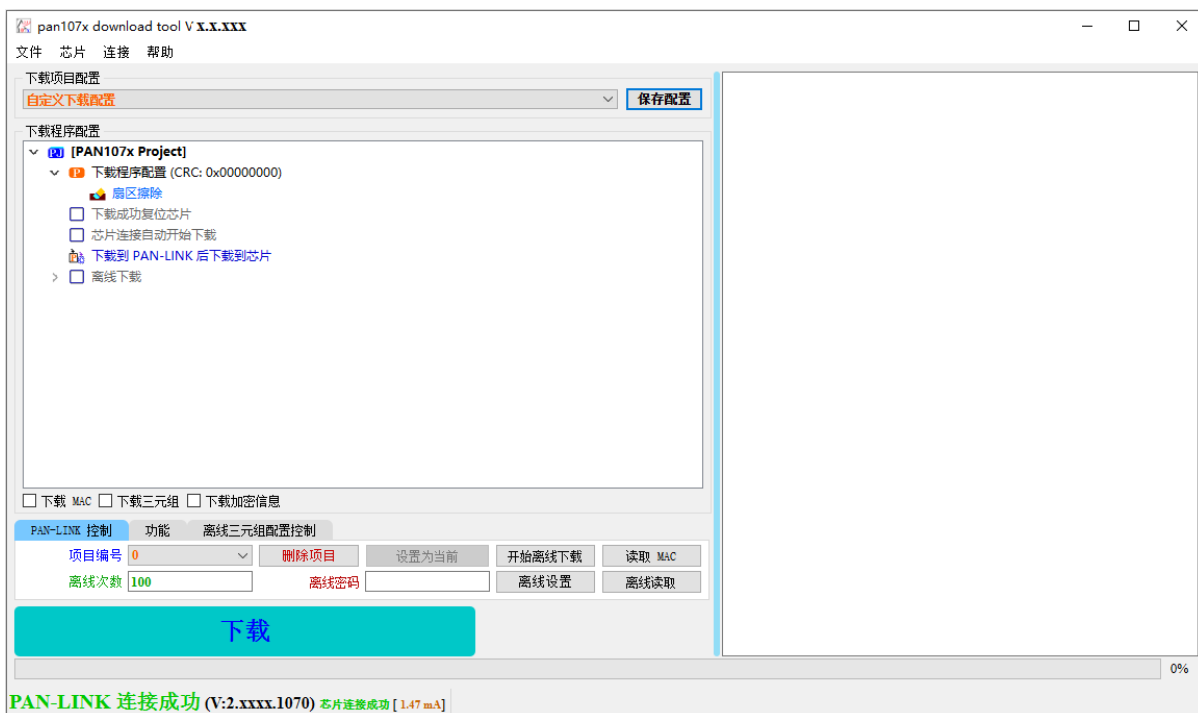 pan107x download tool V x.x.xxx
文件 芯片 连接 帮助
下载项目配置
自定义下载配置 保存配置
下载程序配置
[PAN107x Project]
下载程序配置 (CRC: 0x00000000)
扇区擦除
下载成功复位芯片
芯片连接自动开始下载
下载到 PAN-LINK 后下载到芯片
离线下载
下载 MAC 下载三元组 下载加密信息
PAN-LINK 控制 功能 离线三元组配置控制
项目编号 0 删除项目 设置为当前 开始离线下载 读取 MAC
离线次数 100 离线密码 离线设置 离线读取
下载
0%
PAN-LINK 连接成功 (V:2.xxxx.1070) 芯片连接成功 [ 1.47 mA]